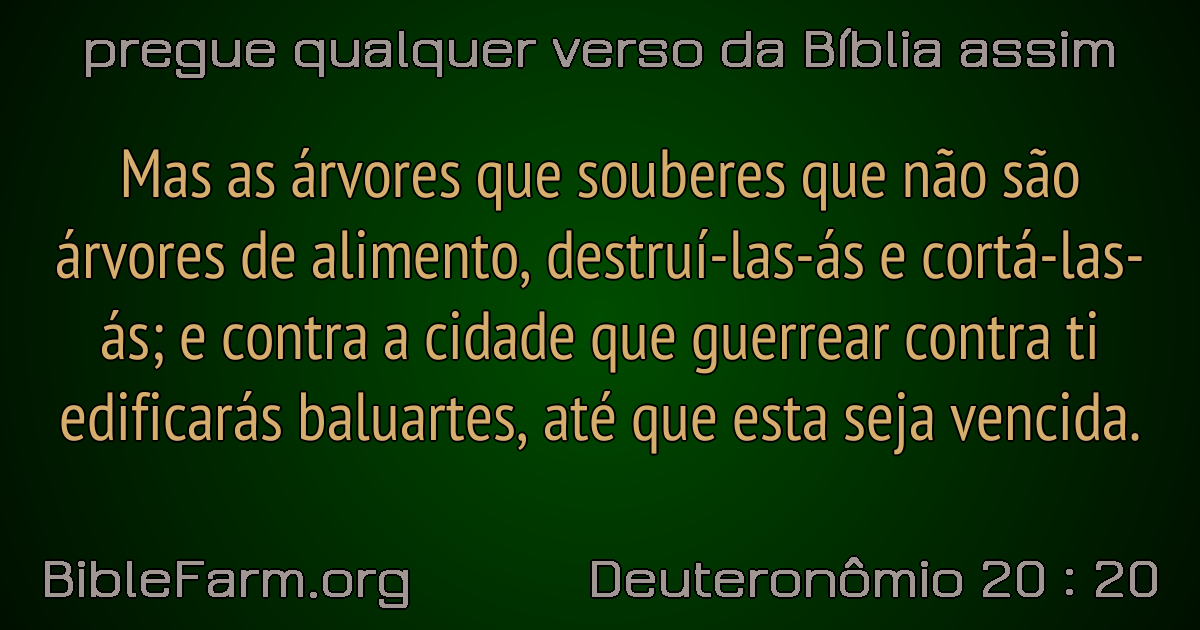 pregue qualquer verso da Bíblia assim
Mas as árvores que souberes que não são
árvores de alimento, destruí-las-ás e cortá-las-
ás; e contra a cidade que guerrear contra ti
edificarás baluartes, até que esta seja vencida.
BibleFarm.org
Deuteronômio 20 : 20